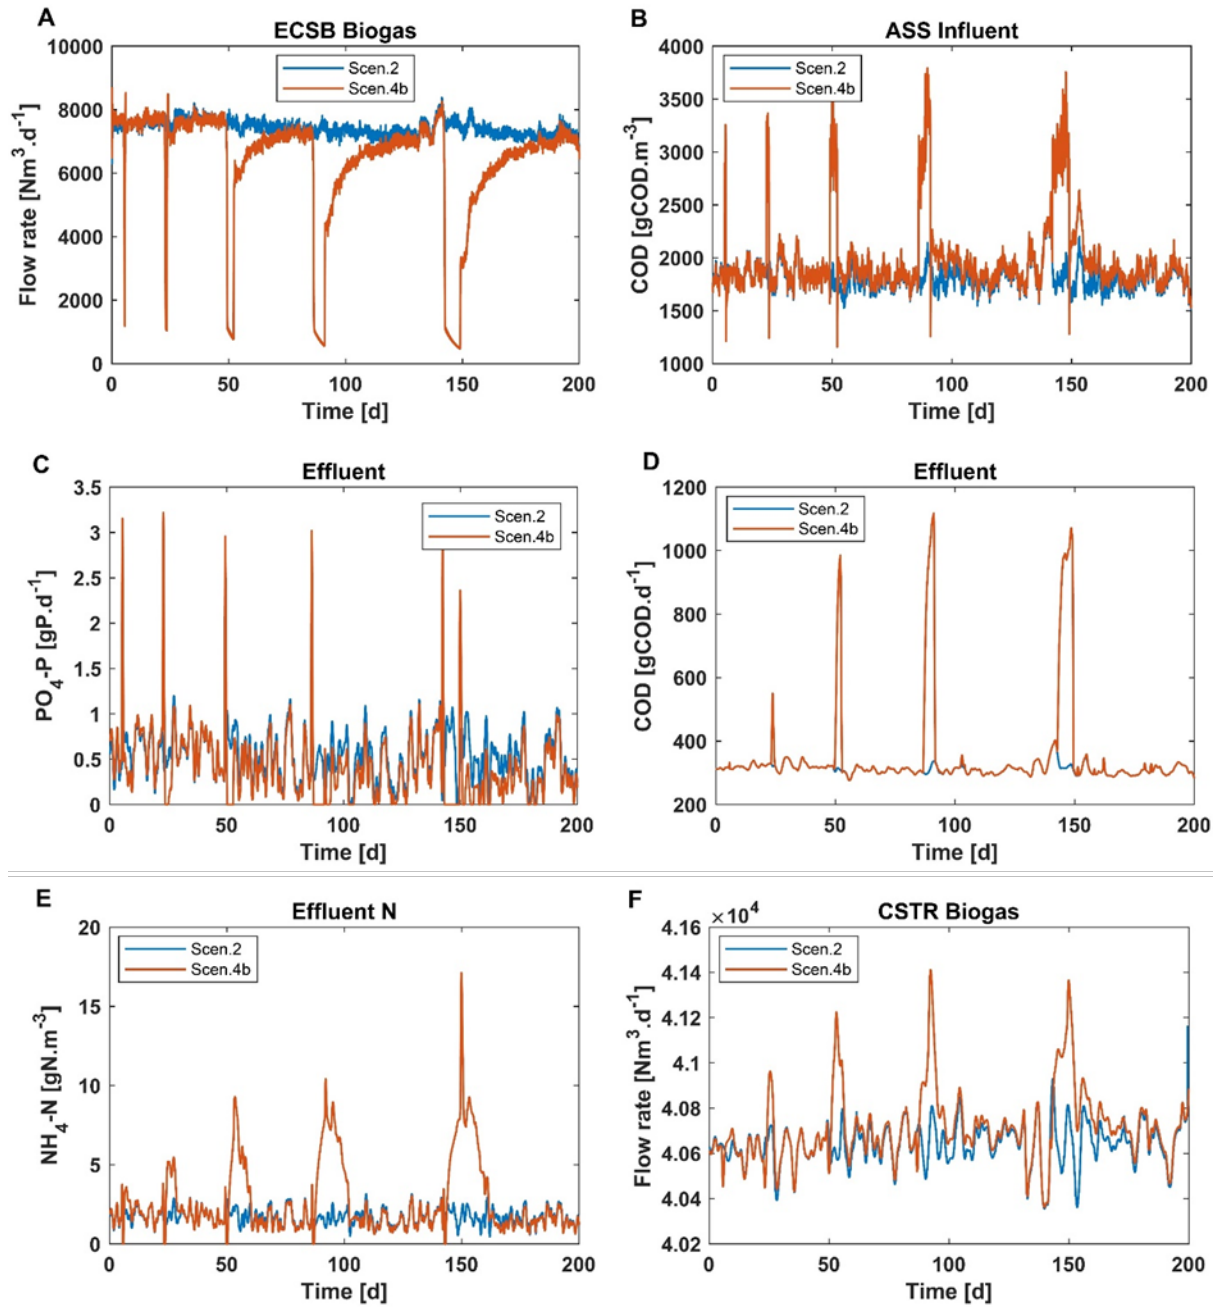 A
ECSB Biogas
Flow rate [Nm³.d⁻¹]
10000
8000
6000
4000
2000
0
Scen.2
Scen.4b
0 50 100 150 200
Time [d]
B
ASS Influent
COD [gCOD.m⁻³]
4000
3500
3000
2500
2000
1500
1000
Scen.2
Scen.4b
0 50 100 150 200
Time [d]
C
Effluent
PO₄-P [gP.d⁻¹]
3.5
3
2.5
2
1.5
1
0.5
0
Scen.2
Scen.4b
0 50 100 150 200
Time [d]
D
Effluent
COD [gCOD.d⁻¹]
1200
1000
800
600
400
200
Scen.2
Scen.4b
0 50 100 150 200
Time [d]
E
Effluent N
NH₄-N [gN.m⁻³]
20
15
10
5
0
Scen.2
Scen.4b
0 50 100 150 200
Time [d]
F
×10⁴
CSTR Biogas
Flow rate [Nm³.d⁻¹]
4.16
4.14
4.12
4.1
4.08
4.06
4.04
4.02
Scen.2
Scen.4b
0 50 100 150 200
Time [d]